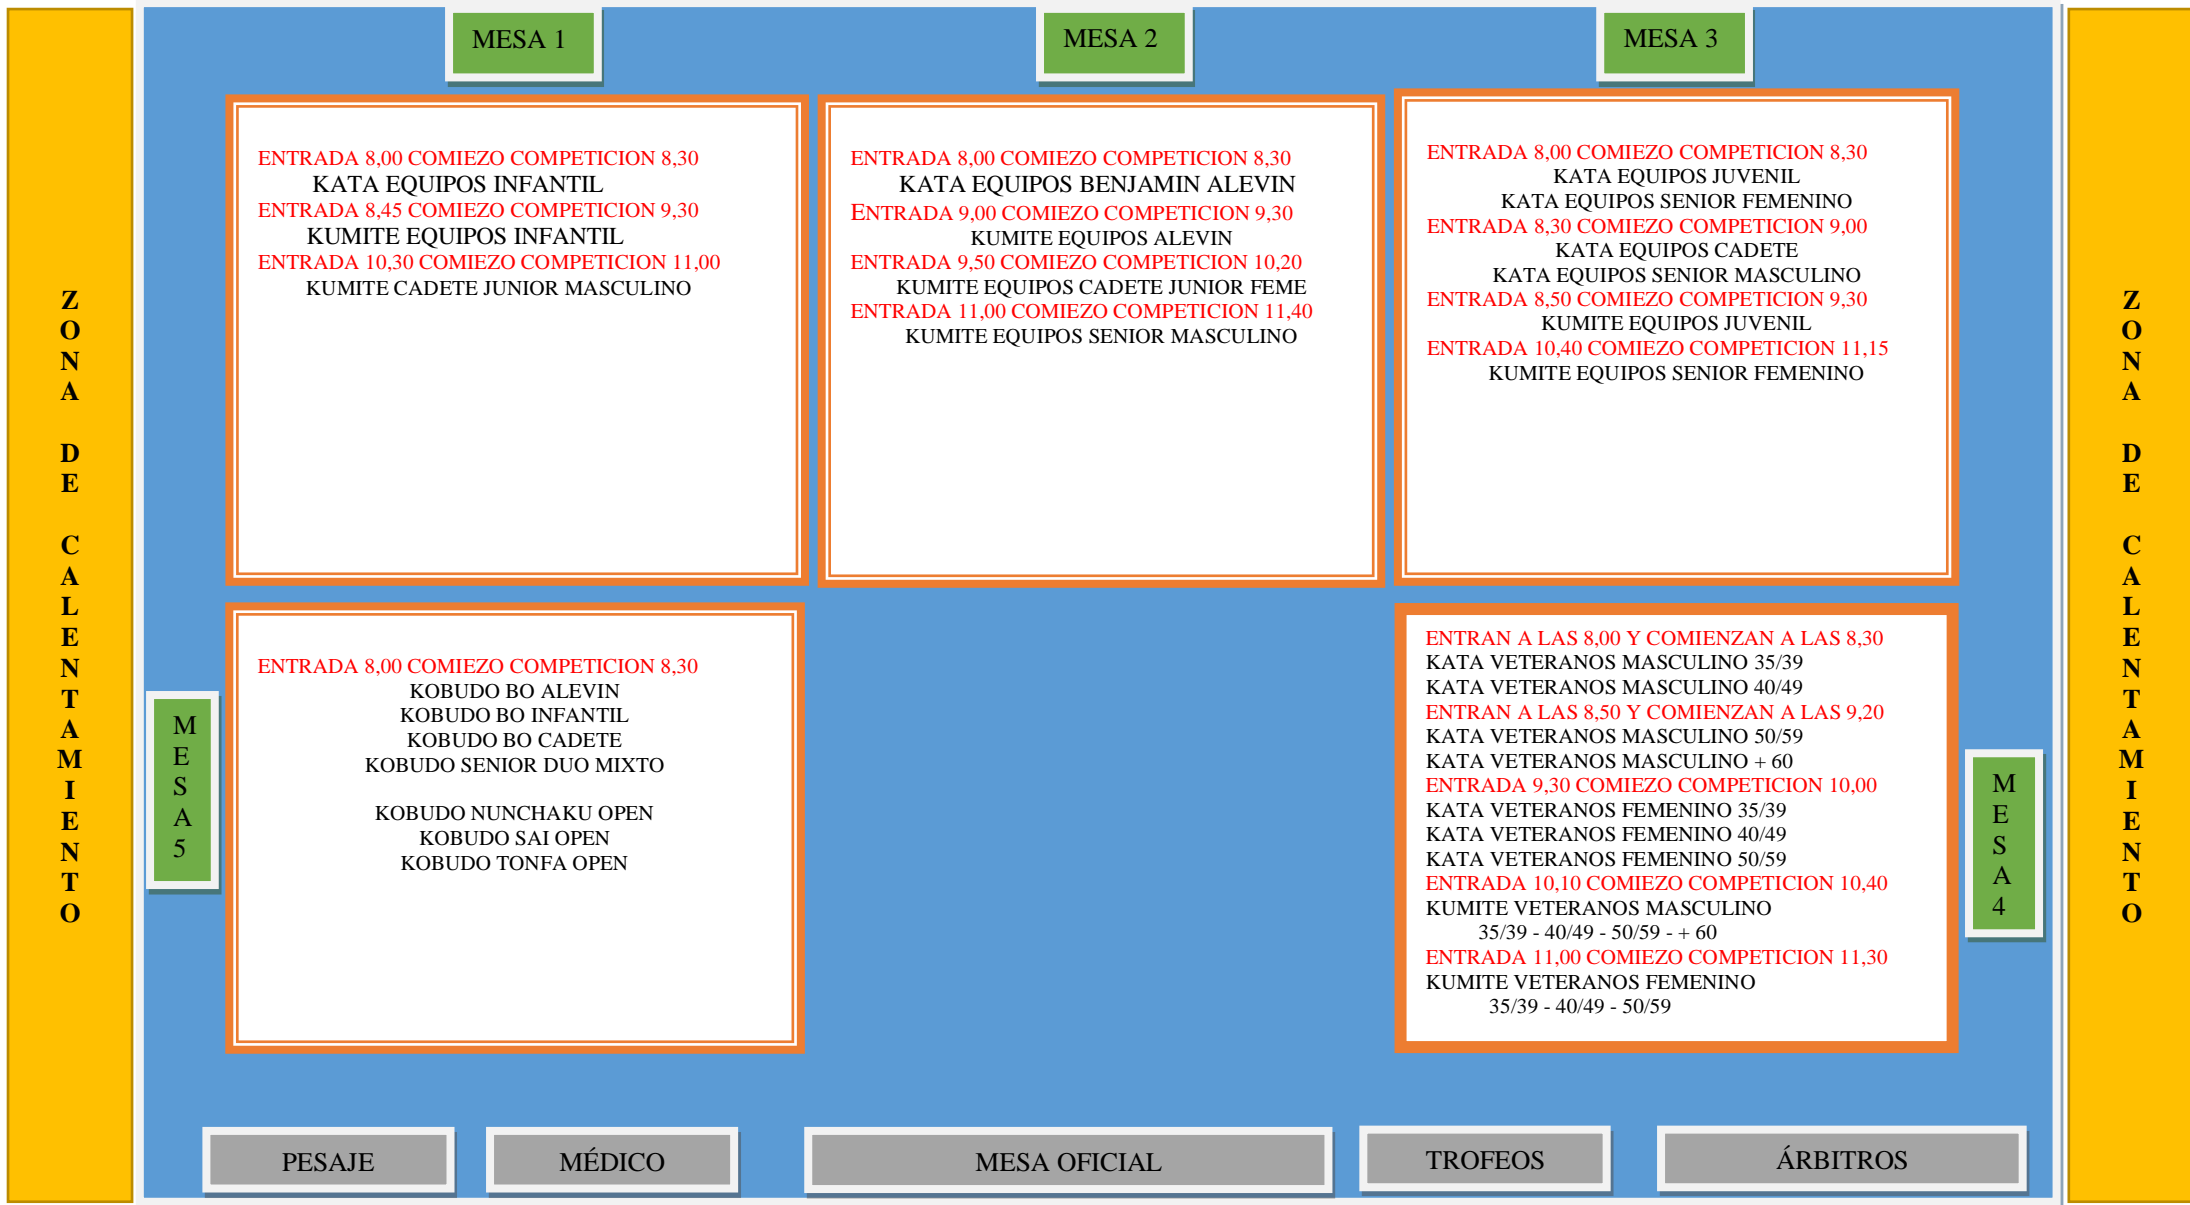 MESA 1
MESA 2
MESA 3
ENTRADA 8,00 COMIEZO COMPETICION 8,30
KATA EQUIPOS INFANTIL
ENTRADA 8,45 COMIEZO COMPETICION 9,30
KUMITE EQUIPOS INFANTIL
ENTRADA 10,30 COMIEZO COMPETICION 11,00
KUMITE CADETE JUNIOR MASCULINO
ENTRADA 8,00 COMIEZO COMPETICION 8,30
KATA EQUIPOS BENJAMIN ALEVIN
ENTRADA 9,00 COMIEZO COMPETICION 9,30
KUMITE EQUIPOS ALEVIN
ENTRADA 9,50 COMIEZO COMPETICION 10,20
KUMITE EQUIPOS CADETE JUNIOR FEME
ENTRADA 11,00 COMIEZO COMPETICION 11,40
KUMITE EQUIPOS SENIOR MASCULINO
ENTRADA 8,00 COMIEZO COMPETICION 8,30
KATA EQUIPOS JUVENIL
KATA EQUIPOS SENIOR FEMENINO
ENTRADA 8,30 COMIEZO COMPETICION 9,00
KATA EQUIPOS CADETE
KATA EQUIPOS SENIOR MASCULINO
ENTRADA 8,50 COMIEZO COMPETICION 9,30
KUMITE EQUIPOS JUVENIL
ENTRADA 10,40 COMIEZO COMPETICION 11,15
KUMITE EQUIPOS SENIOR FEMENINO
ZONA DE CALENTAMIENTO
MESA5
ENTRADA 8,00 COMIEZO COMPETICION 8,30
KOBUDO BO ALEVIN
KOBUDO BO INFANTIL
KOBUDO BO CADETE
KOBUDO SENIOR DUO MIXTO
KOBUDO NUNCHAKU OPEN
KOBUDO SAI OPEN
KOBUDO TONFA OPEN
ENTRAN A LAS 8,00 Y COMIENZAN A LAS 8,30
KATA VETERANOS MASCULINO 35/39
KATA VETERANOS MASCULINO 40/49
ENTRAN A LAS 8,50 Y COMIENZAN A LAS 9,20
KATA VETERANOS MASCULINO 50/59
KATA VETERANOS MASCULINO + 60
ENTRADA 9,30 COMIEZO COMPETICION 10,00
KATA VETERANOS FEMENINO 35/39
KATA VETERANOS FEMENINO 40/49
KATA VETERANOS FEMENINO 50/59
ENTRADA 10,10 COMIEZO COMPETICION 10,40
KUMITE VETERANOS MASCULINO
35/39 - 40/49 - 50/59 - + 60
ENTRADA 11,00 COMIEZO COMPETICION 11,30
KUMITE VETERANOS FEMENINO
35/39 - 40/49 - 50/59
MESA 4
ZONA DE CALENTAMIENTO
PESAJE
MÉDICO
MESA OFICIAL
TROFEOS
ÁRBITROS